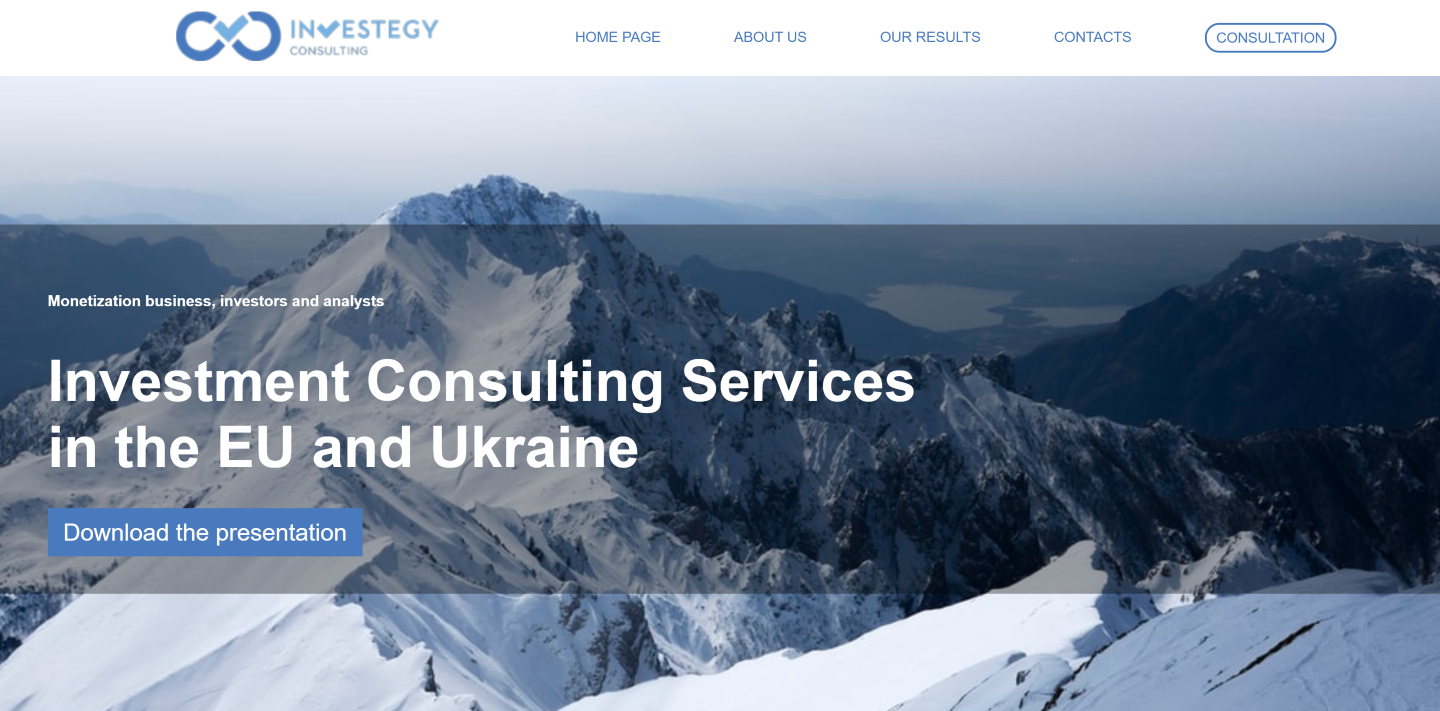 INVESTEGY
CONSULTING
HOME PAGE
ABOUT US
OUR RESULTS
CONTACTS
CONSULTATION
Monetization business, investors and analysts
Investment Consulting Services
in the EU and Ukraine
Download the presentation